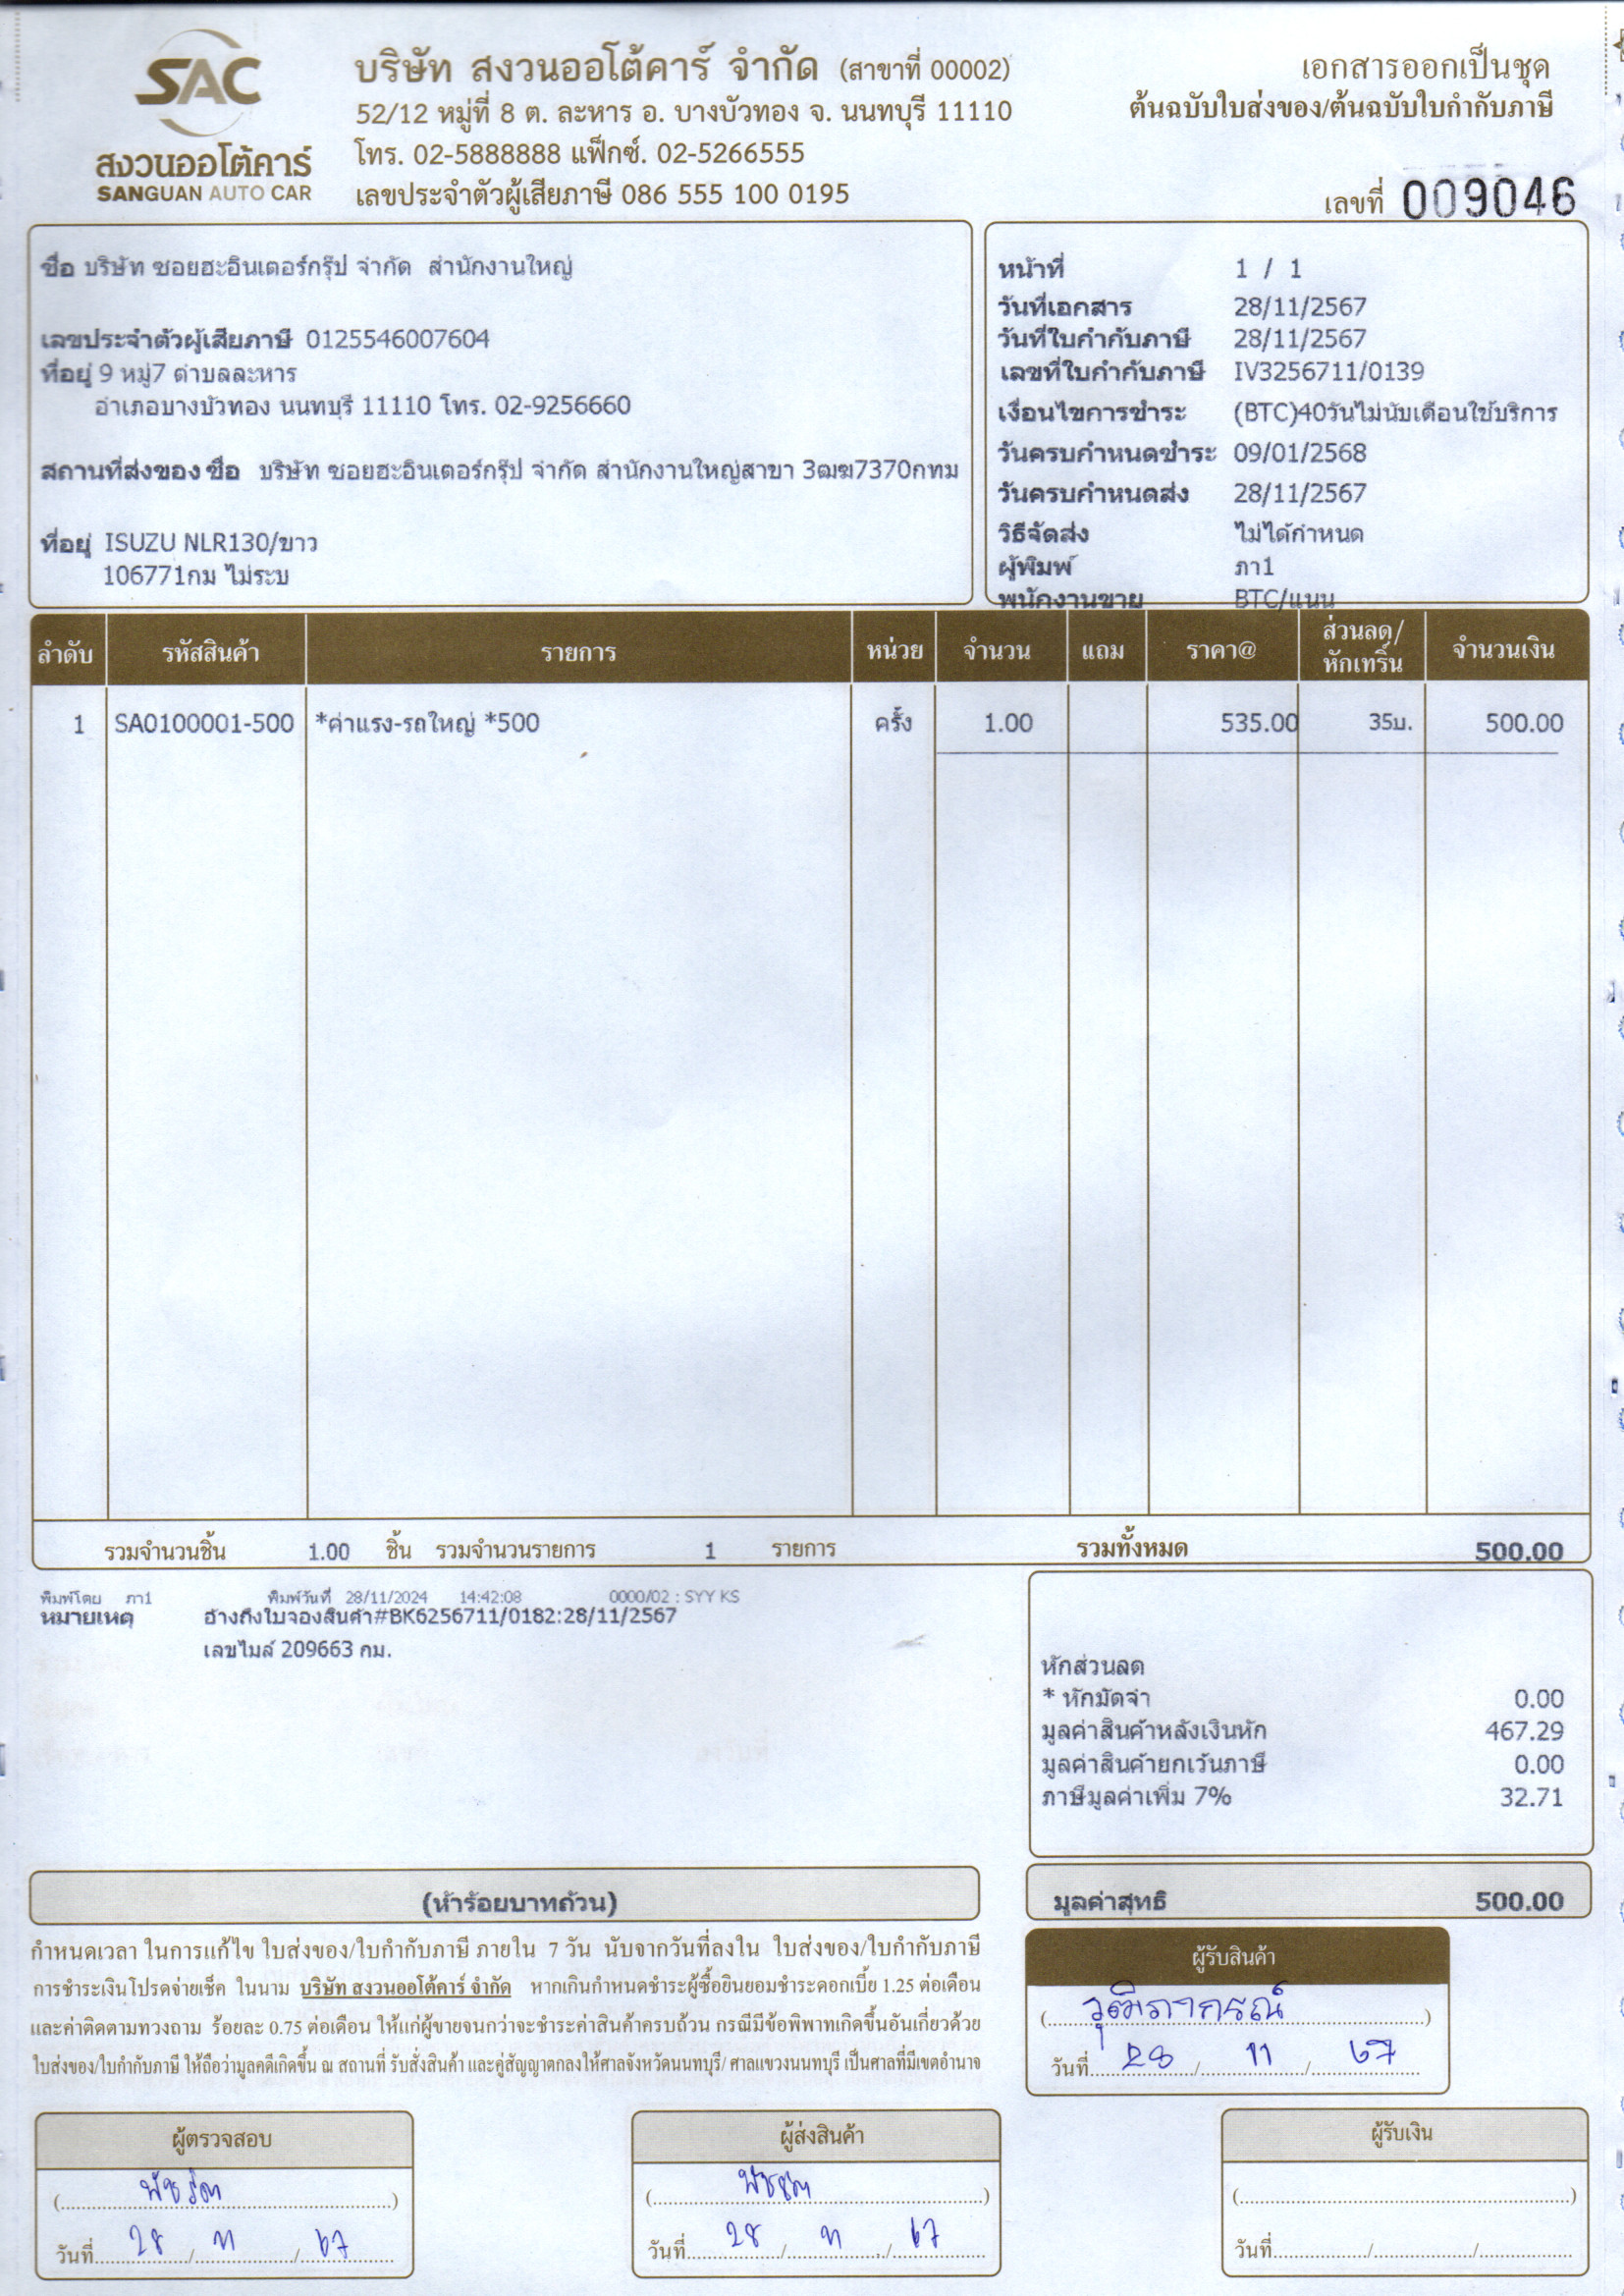 SAC
สงวนออโต้คาร์
SANGUAN AUTO CAR
บริษัท สงวนออโต้คาร์ จำกัด (สาขาที่ 00002)
52/12 หมู่ที่ 8 ต. ละหาร อ. บางบัวทอง จ. นนทบุรี 11110
โทร. 02-5888888 แฟ็กซ์. 02-5266555
เลขประจำตัวผู้เสียภาษี 086 555 100 0195
เอกสารออกเป็นชุด
ต้นฉบับใบส่งของ/ต้นฉบับใบกำกับภาษี
เลขที่ 009046
ชื่อ บริษัท ซอยฮะอินเตอร์กรุ๊ป จำกัด สำนักงานใหญ่
เลขประจำตัวผู้เสียภาษี 0125546007604
ที่อยู่ 9 หมู่7 ตำบลละหาร
อำเภอบางบัวทอง นนทบุรี 11110 โทร. 02-9256660
สถานที่ส่งของ ชื่อ บริษัท ซอยฮะอินเตอร์กรุ๊ป จำกัด สำนักงานใหญ่สาขา 3ฒฆ7370กทม
ที่อยู่ ISUZU NLR130/ขาว
106771กม ไม่ระบ
หน้าที่ 1 / 1
วันที่เอกสาร 28/11/2567
วันที่ใบกำกับภาษี 28/11/2567
เลขที่ใบกำกับภาษี IV3256711/0139
เงื่อนไขการชำระ (BTC)40วันไม่นับเดือนใช้บริการ
วันครบกำหนดชำระ 09/01/2568
วันครบกำหนดส่ง 28/11/2567
วิธีจัดส่ง ไม่ได้กำหนด
ผู้พิมพ์ ภา1
พนักงานขาย BTC/แนน
ลำดับ รหัสสินค้า รายการ หน่วย จำนวน แถม ราคา@ ส่วนลด/หักเทริ์น จำนวนเงิน
1 SA0100001-500 *ค่าแรง-รถใหญ่ *500 ครั้ง 1.00 535.00 35บ. 500.00
รวมจำนวนชิ้น 1.00 ชิ้น รวมจำนวนรายการ 1 รายการ รวมทั้งหมด 500.00
พิมพ์โดย ภา1 พิมพ์วันที่ 28/11/2024 14:42:08 0000/02 : SYY KS
หมายเหตุ อ้างถึงใบจองสินค้า#BK6256711/0182:28/11/2567
เลขไมล์ 209663 กม.
หักส่วนลด
* หักมัดจำ 0.00
มูลค่าสินค้าหลังเงินหัก 467.29
มูลค่าสินค้ายกเว้นภาษี 0.00
ภาษีมูลค่าเพิ่ม 7% 32.71
(ห้าร้อยบาทถ้วน)
มูลค่าสุทธิ 500.00
กำหนดเวลา ในการแก้ไข ใบส่งของ/ใบกำกับภาษี ภายใน 7 วัน นับจากวันที่ลงใน ใบส่งของ/ใบกำกับภาษี
การชำระเงินโปรดจ่ายเช็ค ในนาม บริษัท สงวนออโต้คาร์ จำกัด หากเกินกำหนดชำระผู้ซื้อยินยอมชำระดอกเบี้ย 1.25 ต่อเดือน
และค่าติดตามทวงถาม ร้อยละ 0.75 ต่อเดือน ให้แก่ผู้ขายจนกว่าจะชำระค่าสินค้าครบถ้วน กรณีมีข้อพิพาทเกิดขึ้นอันเกี่ยวด้วย
ใบส่งของ/ใบกำกับภาษี ให้ถือว่ามูลคดีเกิดขึ้น ณ สถานที่ รับสั่งสินค้า และคู่สัญญาตกลงให้ศาลจังหวัดนนทบุรี/ ศาลแขวงนนทบุรี เป็นศาลที่มีเขตอำนาจ
ผู้รับสินค้า
(วุฒิภากรณ์)
วันที่ 28 / 11 / 67
ผู้ตรวจสอบ
วันที่ 28 / 11 / 67
ผู้ส่งสินค้า
วันที่ 28 / 11 / 67
ผู้รับเงิน
วันที่ / /